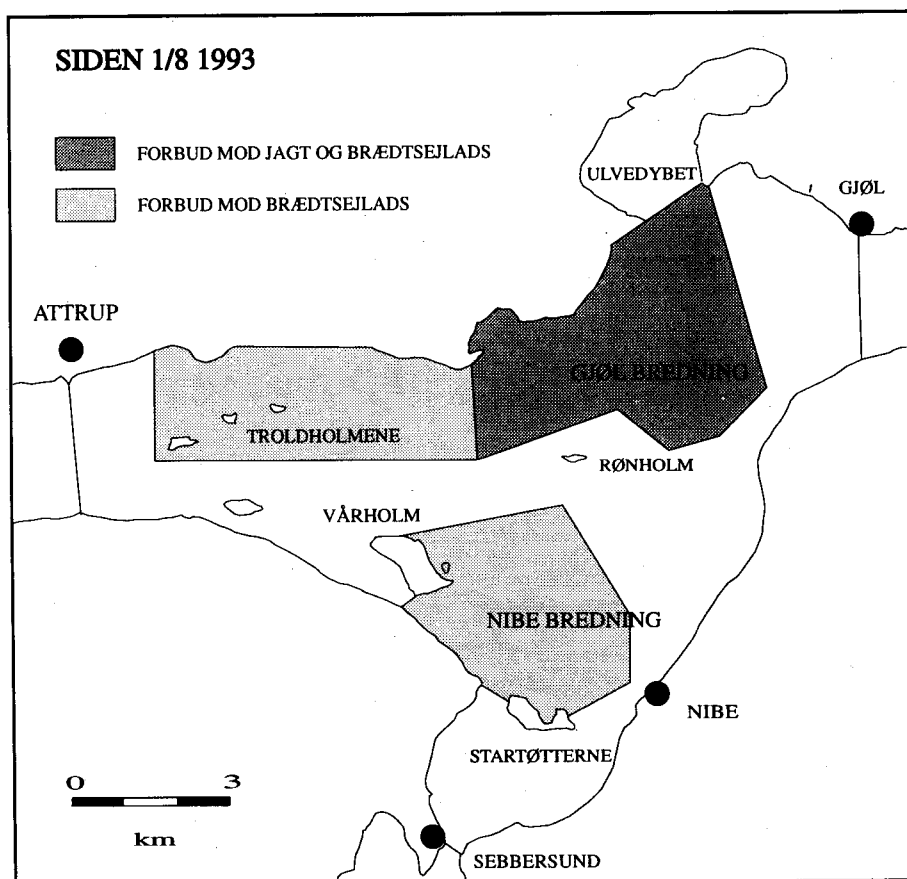 SIDEN 1/8 1993
FORBUD MOD JAGT OG BRÆDTSEJLADS
FORBUD MOD BRÆDTSEJLADS
ULVEDYBET
GJØL
ATTRUP
GJØL BREDNING
TROLDHOLMENE
RØNHOLM
VÅRHOLM
NIBE BREDNING
NIBE
STARTØTTERNE
0 3
km
SEBBERSUND